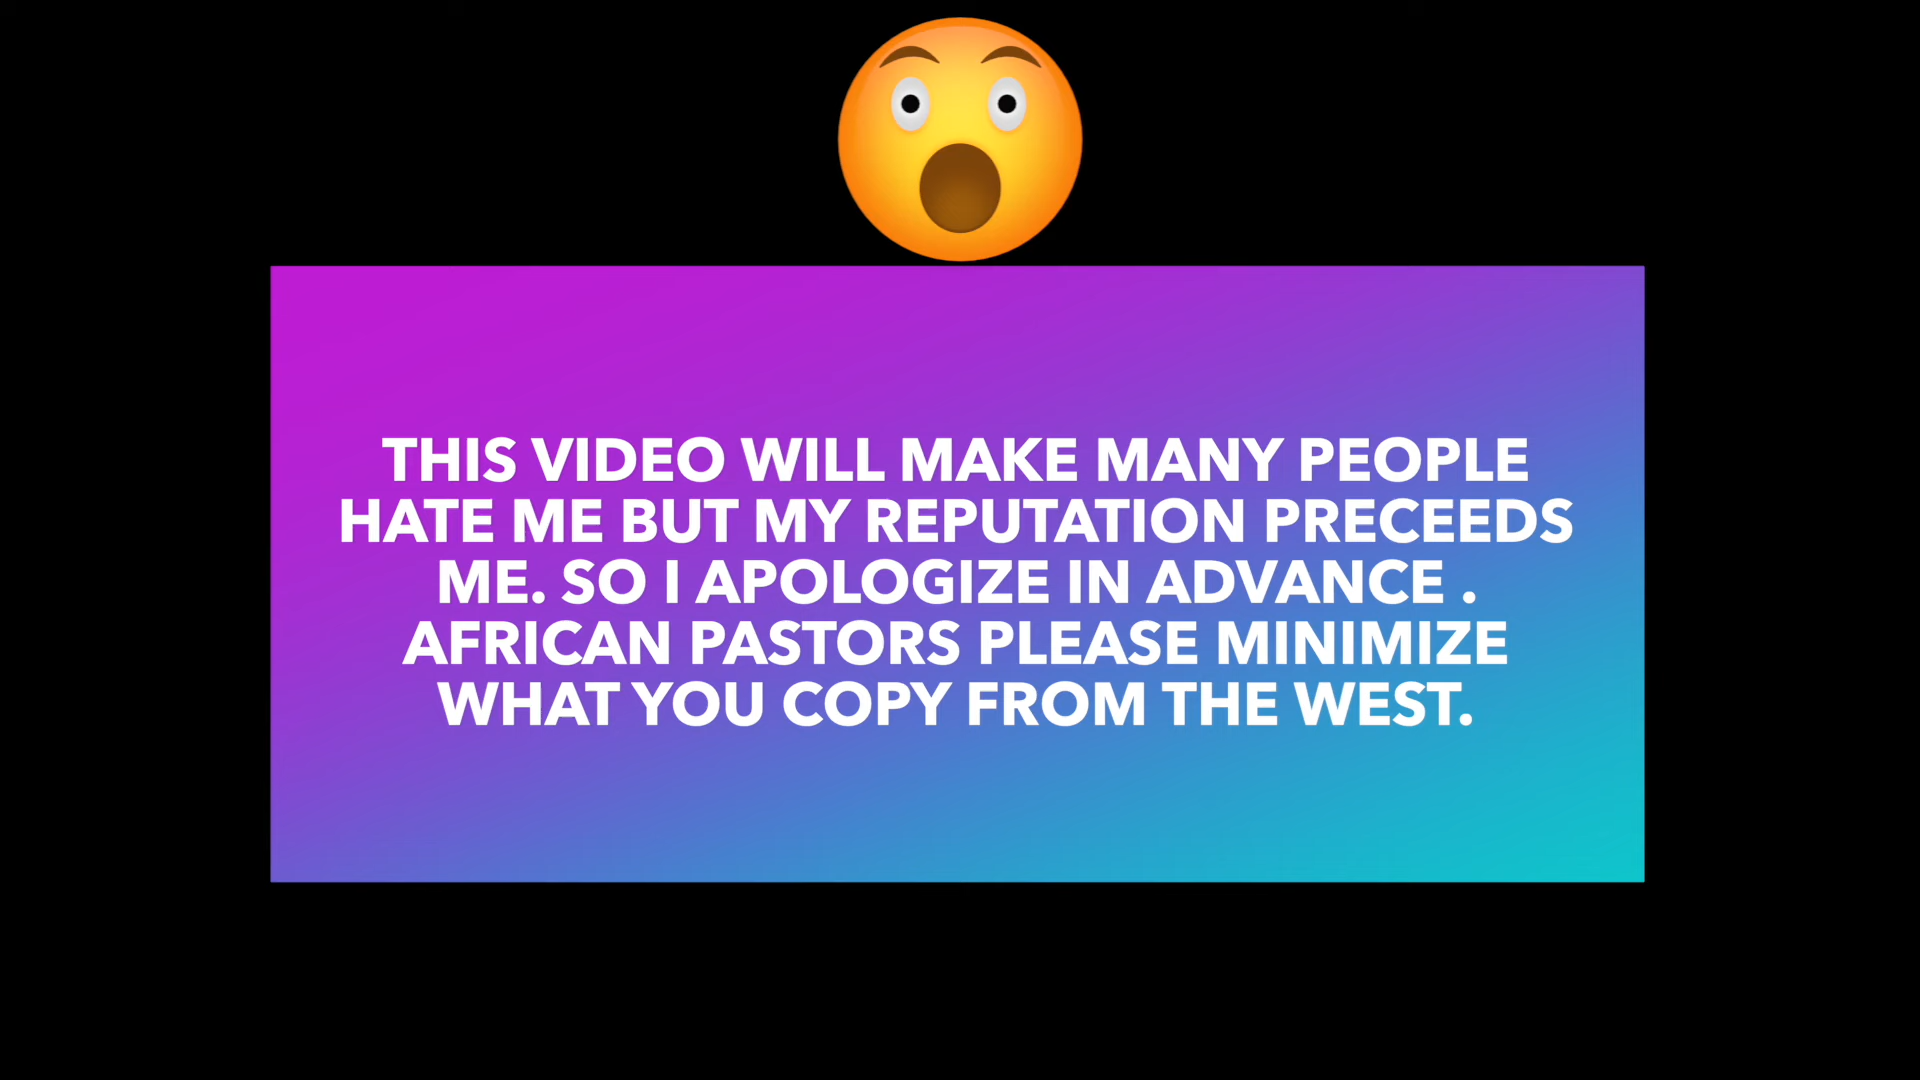 THIS VIDEO WILL MAKE MANY PEOPLE
HATE ME BUT MY REPUTATION PRECEEDS
ME. SO I APOLOGIZE IN ADVANCE .
AFRICAN PASTORS PLEASE MINIMIZE
WHAT YOU COPY FROM THE WEST.